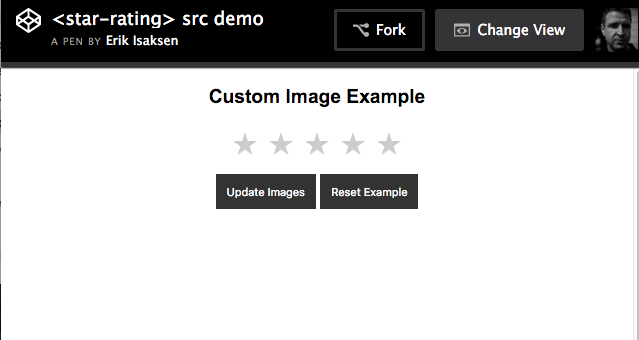 <star-rating> src demo
A PEN BY Erik Isaksen
Fork
Change View
Custom Image Example
Update Images
Reset Example